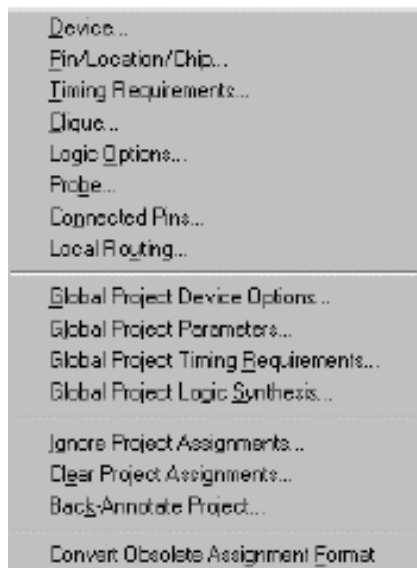 Device...
Pin/Location/Chip...
Timing Requirements...
Clique...
Logic Options...
Probe...
Connected Pins...
Local Routing...
Global Project Device Options...
Global Project Parameters...
Global Project Timing Requirements...
Global Project Logic Synthesis...
Ignore Project Assignments...
Clear Project Assignments...
Back-Annotate Project...
Convert Obsolete Assignment Format